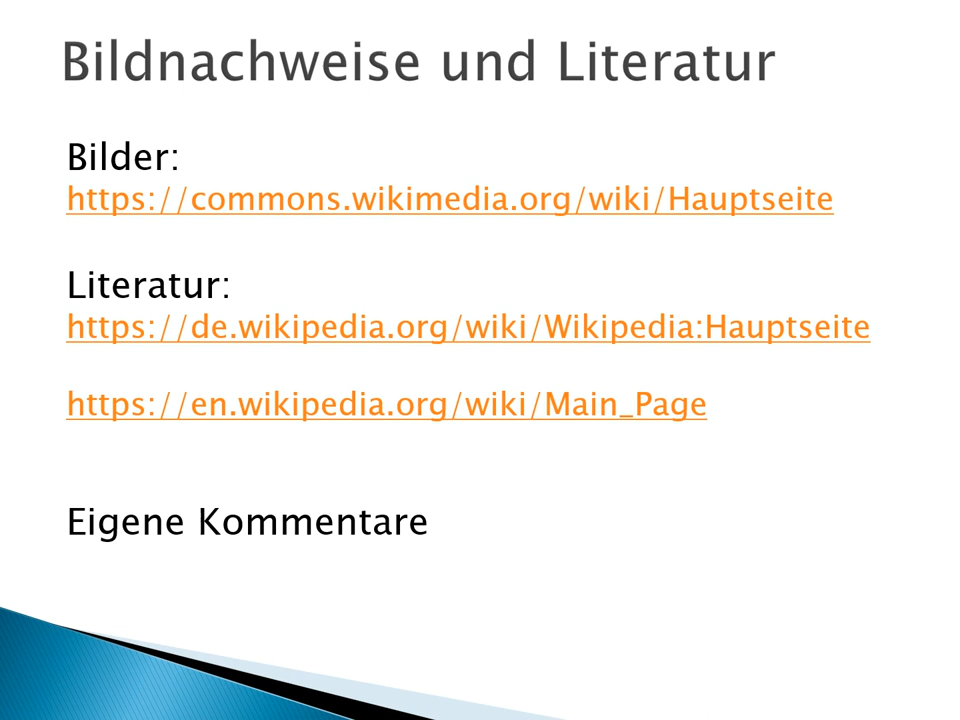 Bildnachweise und Literatur
Bilder:
https://commons.wikimedia.org/wiki/Hauptseite
Literatur:
https://de.wikipedia.org/wiki/Wikipedia:Hauptseite
https://en.wikipedia.org/wiki/Main_Page
Eigene Kommentare